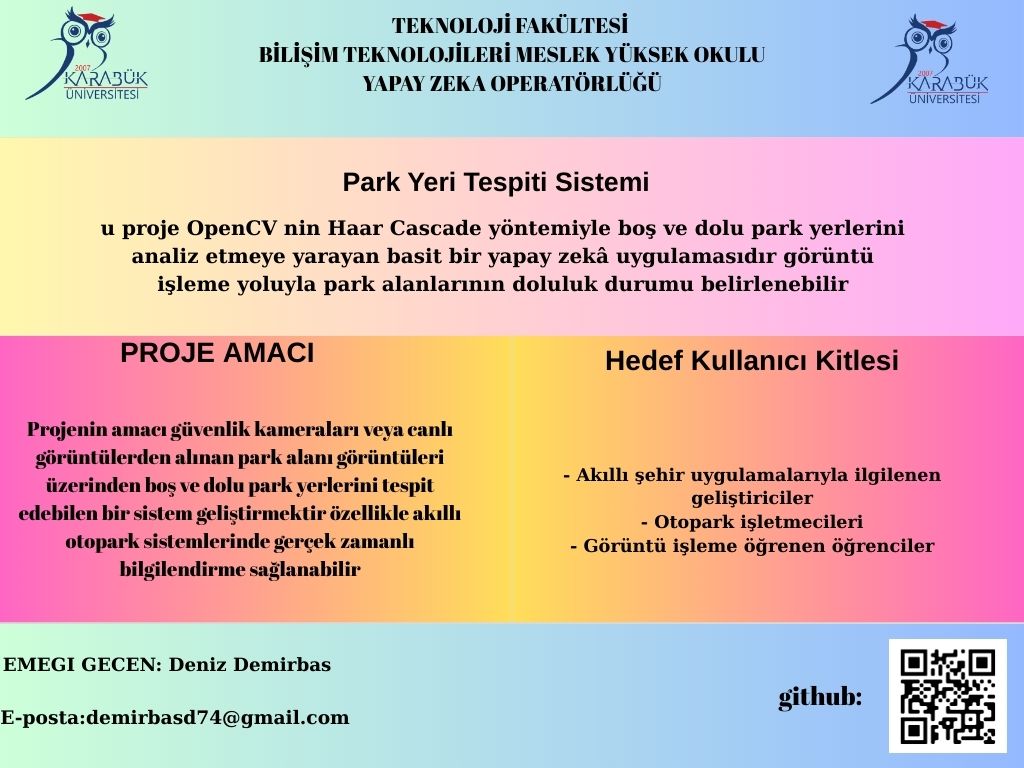 TEKNOLOJİ FAKÜLTESİ
BİLİŞİM TEKNOLOJİLERİ MESLEK YÜKSEK OKULU
YAPAY ZEKA OPERATÖRLÜĞÜ
2007
KARABÜK
ÜNİVERSİTESİ
2007
KARABÜK
ÜNİVERSİTESİ
Park Yeri Tespiti Sistemi
u proje OpenCV nin Haar Cascade yöntemiyle boş ve dolu park yerlerini
analiz etmeye yarayan basit bir yapay zekâ uygulamasıdır görüntü
işleme yoluyla park alanlarının doluluk durumu belirlenebilir
PROJE AMACI
Projenin amacı güvenlik kameraları veya canlı
görüntülerden alınan park alanı görüntüleri
üzerinden boş ve dolu park yerlerini tespit
edebilen bir sistem geliştirmektir özellikle akıllı
otopark sistemlerinde gerçek zamanlı
bilgilendirme sağlanabilir
Hedef Kullanıcı Kitlesi
- Akıllı şehir uygulamalarıyla ilgilenen
geliştiriciler
- Otopark işletmecileri
- Görüntü işleme öğrenen öğrenciler
EMEGI GECEN: Deniz Demirbas
E-posta:demirbasd74@gmail.com
github: